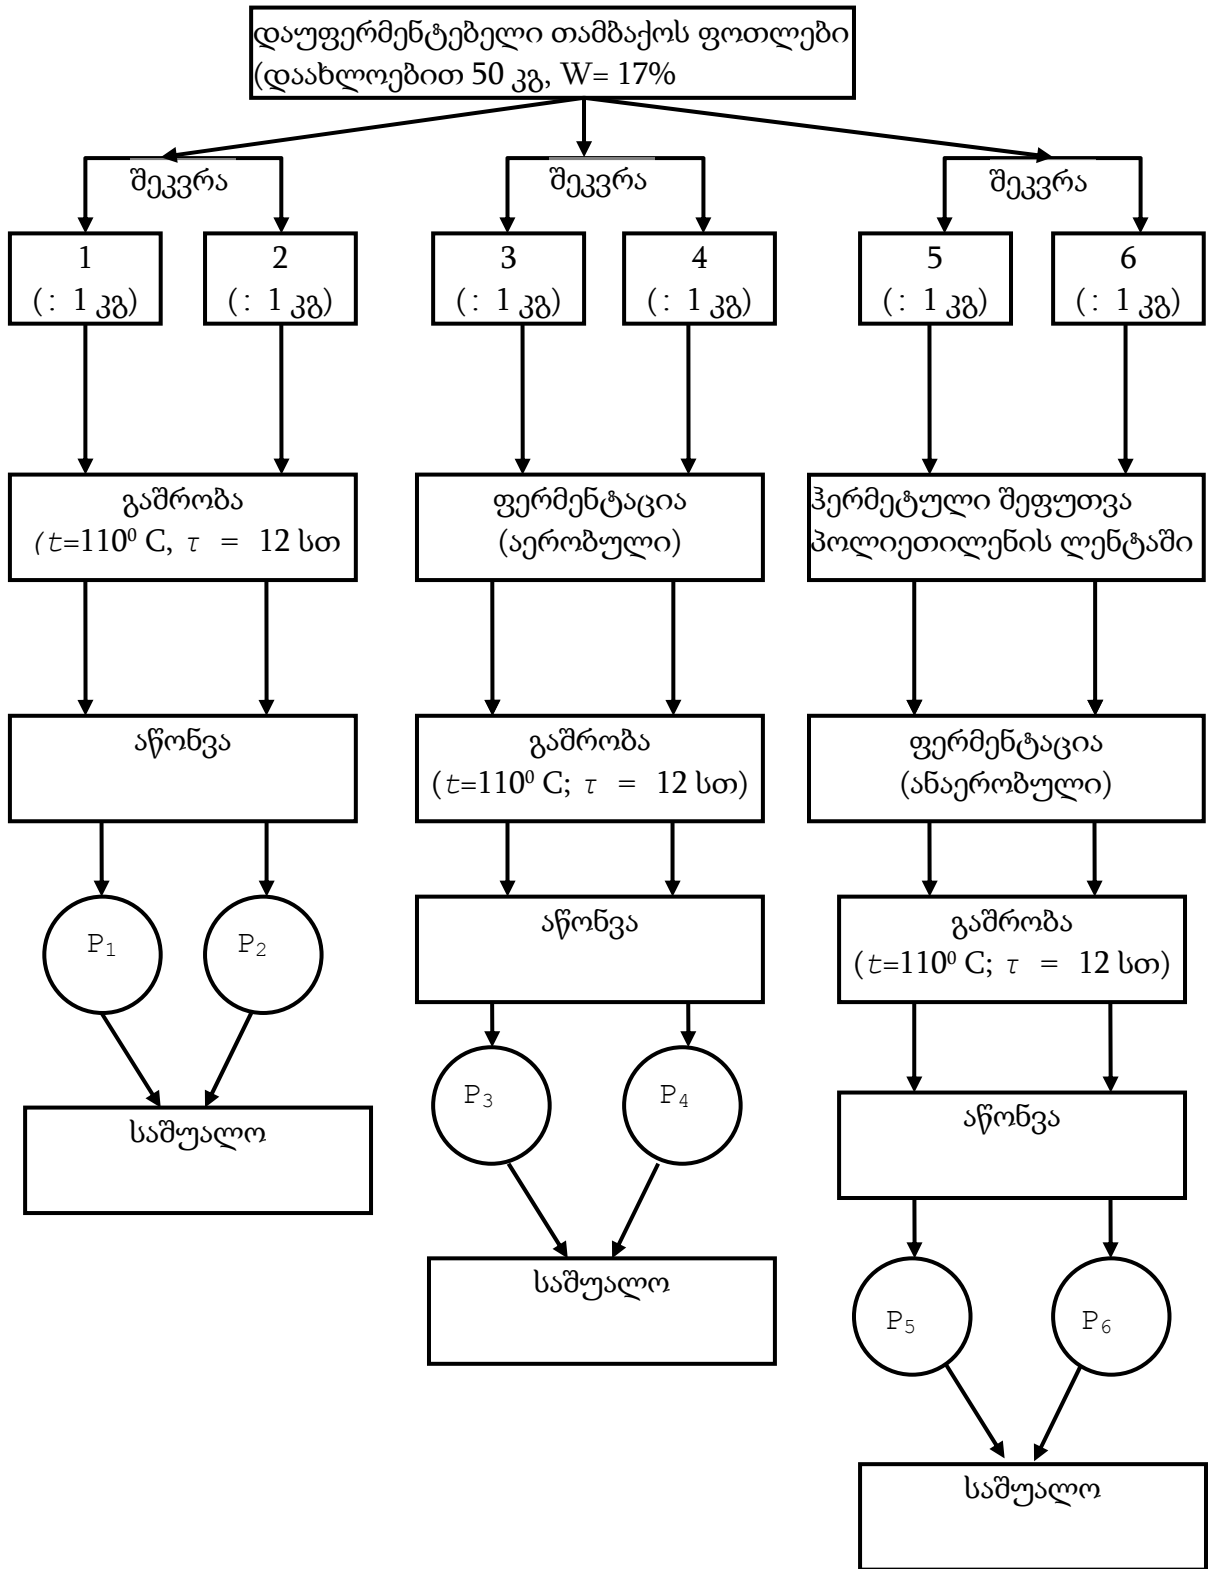 დაუფერმენტებელი თამბაქოს ფოთლები
(დაახლოებით 50 კგ, W= 17%
შეკვრა
შეკვრა
შეკვრა
1
(: 1 კგ)
2
(: 1 კგ)
3
(: 1 კგ)
4
(: 1 კგ)
5
(: 1 კგ)
6
(: 1 კგ)
გაშრობა
(t=110⁰ C, τ = 12 სთ
ფერმენტაცია
(აერობული)
ჰერმეტული შეფუთვა
პოლიეთილენის ლენტაში
აწონვა
გაშრობა
(t=110⁰ C; τ = 12 სთ)
ფერმენტაცია
(ანაერობული)
P₁
P₂
აწონვა
გაშრობა
(t=110⁰ C; τ = 12 სთ)
საშუალო
P₃
P₄
აწონვა
საშუალო
P₅
P₆
საშუალო